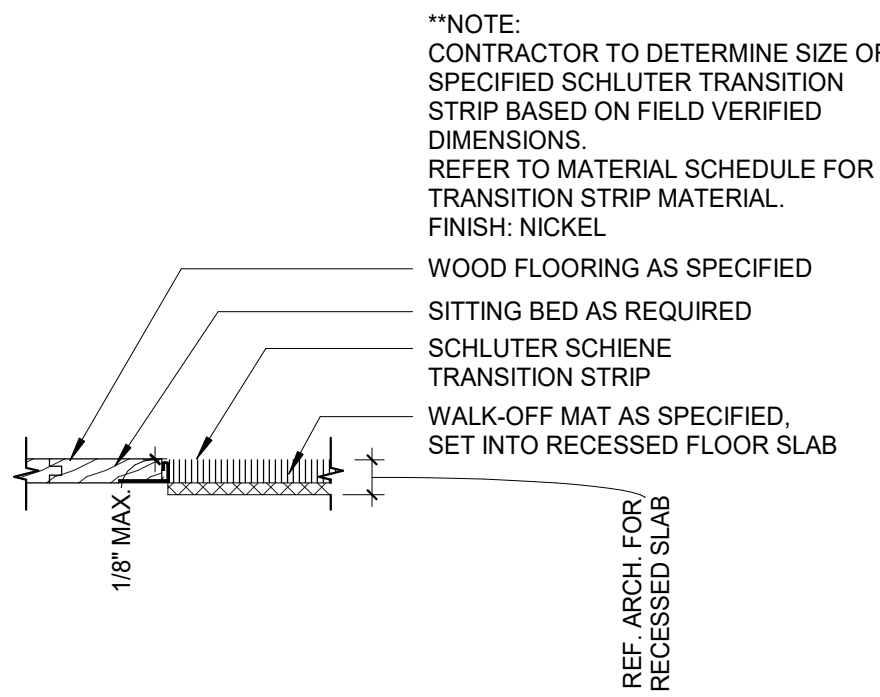 **NOTE:
CONTRACTOR TO DETERMINE SIZE OF
SPECIFIED SCHLUTER TRANSITION
STRIP BASED ON FIELD VERIFIED
DIMENSIONS.
REFER TO MATERIAL SCHEDULE FOR
TRANSITION STRIP MATERIAL.
FINISH: NICKEL
WOOD FLOORING AS SPECIFIED
SITTING BED AS REQUIRED
SCHLUTER SCHIENE
TRANSITION STRIP
WALK-OFF MAT AS SPECIFIED,
SET INTO RECESSED FLOOR SLAB
1/8" MAX.
REF. ARCH. FOR
RECESSED SLAB